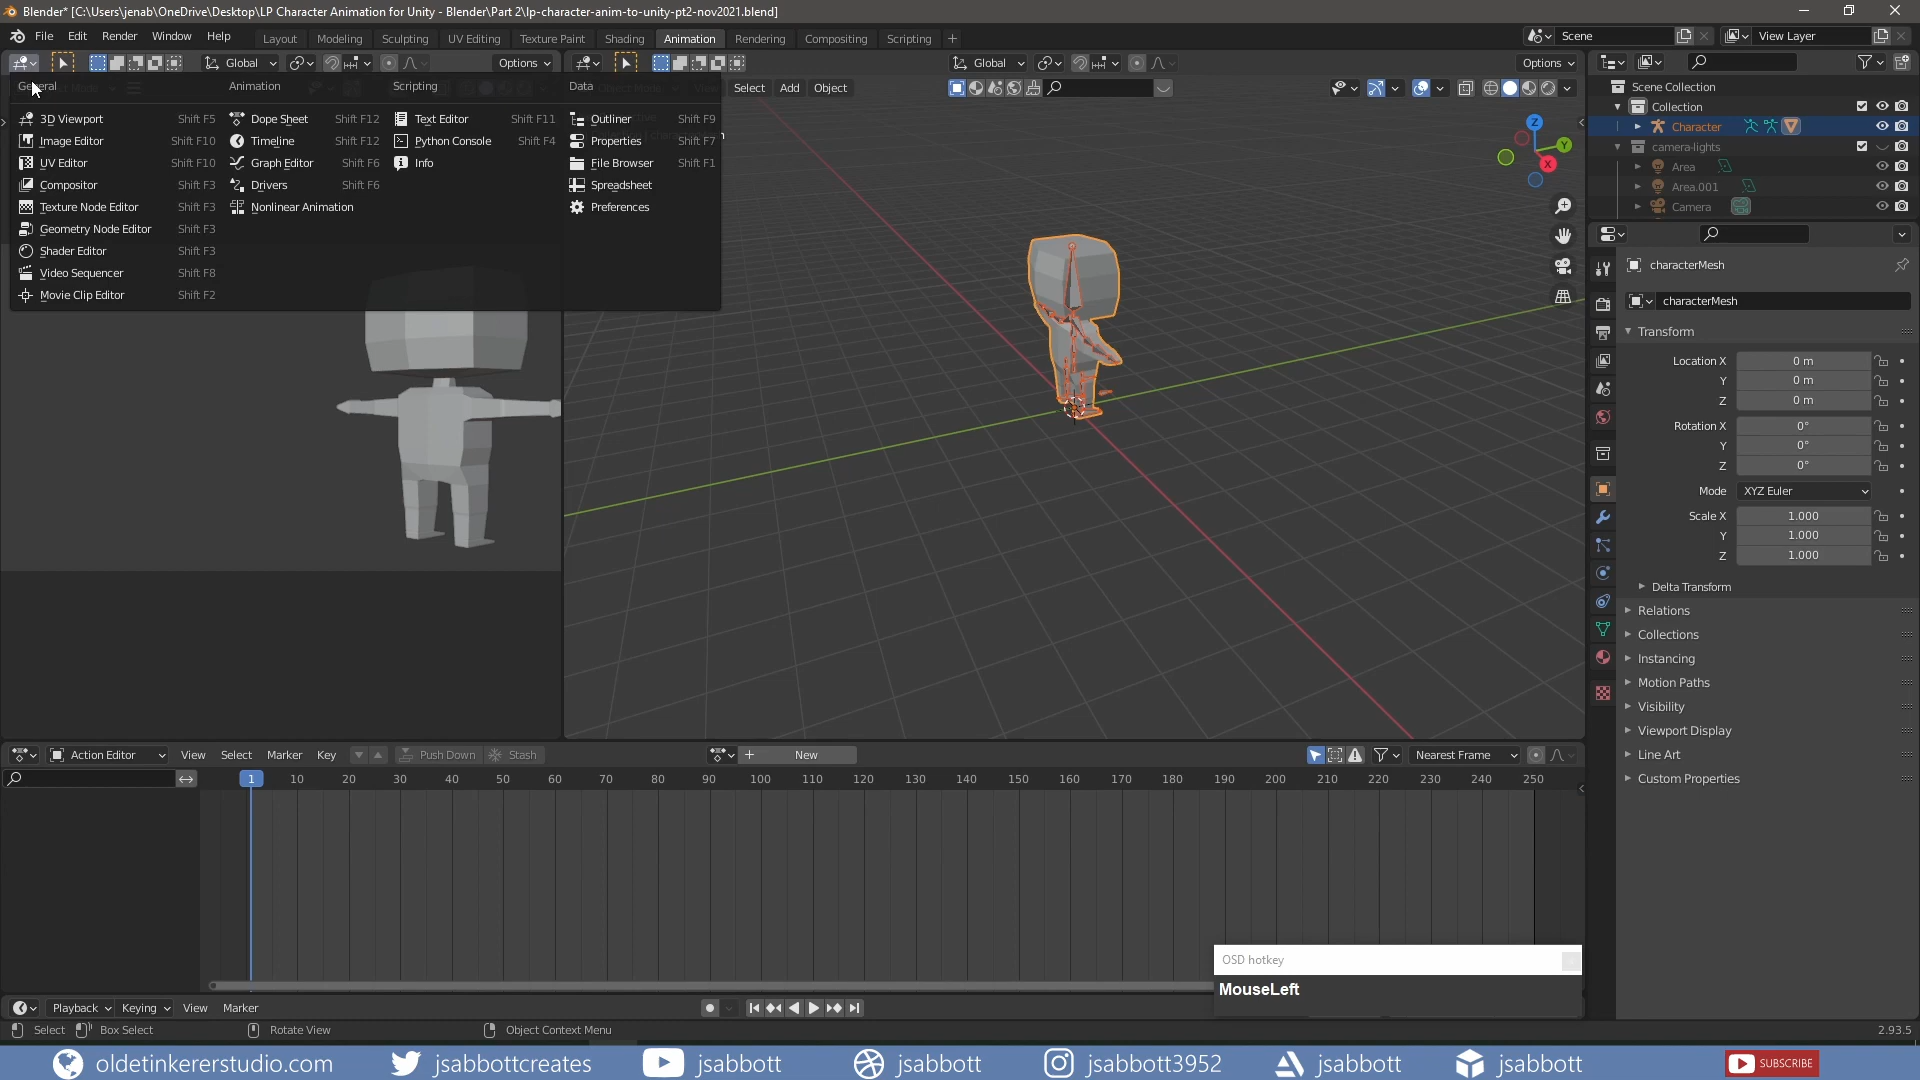 Blender* [C:\Users\jenab\OneDrive\Desktop\LP Character Animation for Unity - Blender\Part 2\lp-character-anim-to-unity-pt2-nov2021.blend]
File Edit Render Window Help Layout Modeling Sculpting UV Editing Texture Paint Shading Animation Rendering Compositing Scripting + Scene View Layer
Global Options Global Options
General Animation Scripting Data Select Add Object
3D Viewport Shift F5 Dope Sheet Shift F12 Text Editor Shift F11 Outliner Shift F9
Image Editor Shift F10 Timeline Shift F12 Python Console Shift F4 Properties Shift F7
UV Editor Shift F10 Graph Editor Shift F6 Info File Browser Shift F1
Compositor Shift F3 Drivers Shift F6 Spreadsheet
Texture Node Editor Shift F3 Nonlinear Animation Preferences
Geometry Node Editor Shift F3
Shader Editor Shift F3
Video Sequencer Shift F8
Movie Clip Editor Shift F2
Z
Y
X
Scene Collection
Collection
Character
camera-lights
Area
Area.001
Camera
characterMesh
characterMesh
Transform
Location X 0 m
Y 0 m
Z 0 m
Rotation X 0°
Y 0°
Z 0°
Mode XYZ Euler
Scale X 1.000
Y 1.000
Z 1.000
Delta Transform
Relations
Collections
Instancing
Motion Paths
Visibility
Viewport Display
Line Art
Custom Properties
Action Editor View Select Marker Key Push Down Stash + New Nearest Frame
1 10 20 30 40 50 60 70 80 90 100 110 120 130 140 150 160 170 180 190 200 210 220 230 240 250
OSD hotkey
MouseLeft
Playback Keying View Marker
Select Box Select Rotate View Object Context Menu 2.93.5
oldetinkererstudio.com jsabbottcreates jsabbott jsabbott jsabbott3952 jsabbott jsabbott SUBSCRIBE